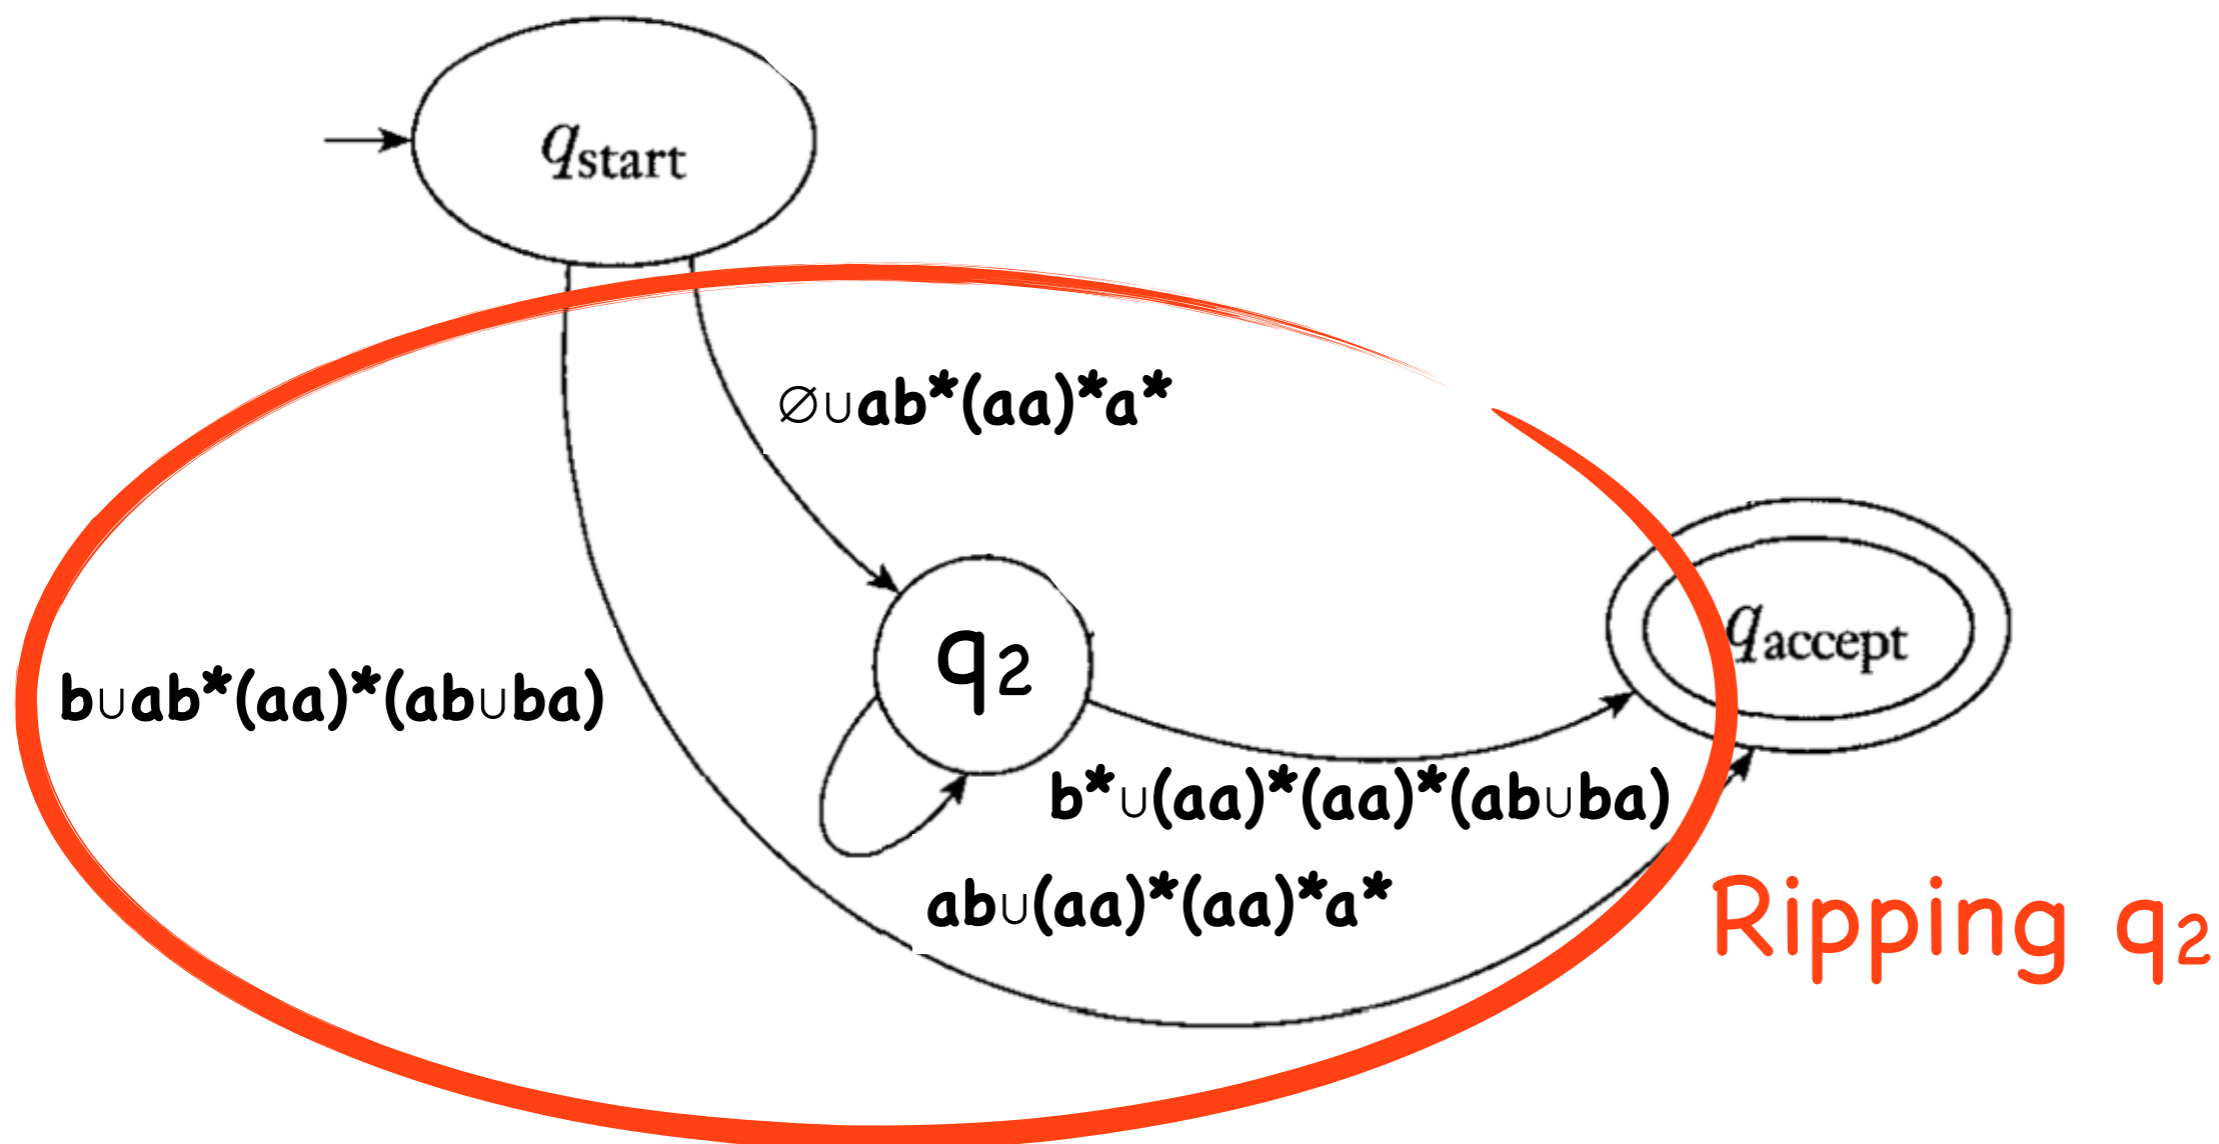 qstart
∅∪ab*(aa)*a*
qaccept
q2
b∪ab*(aa)*(ab∪ba)
b*∪(aa)*(aa)*(ab∪ba)
ab∪(aa)*(aa)*a*
Ripping q2